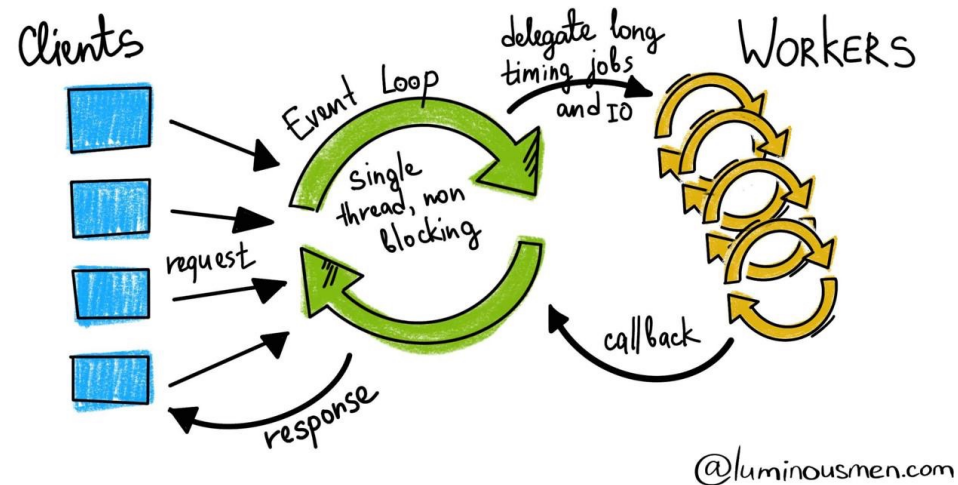 Clients
delegate long
timing jobs
and IO
WORKERS
Event Loop
single
thread, non
blocking
request
callback
response
@luminousmen.com